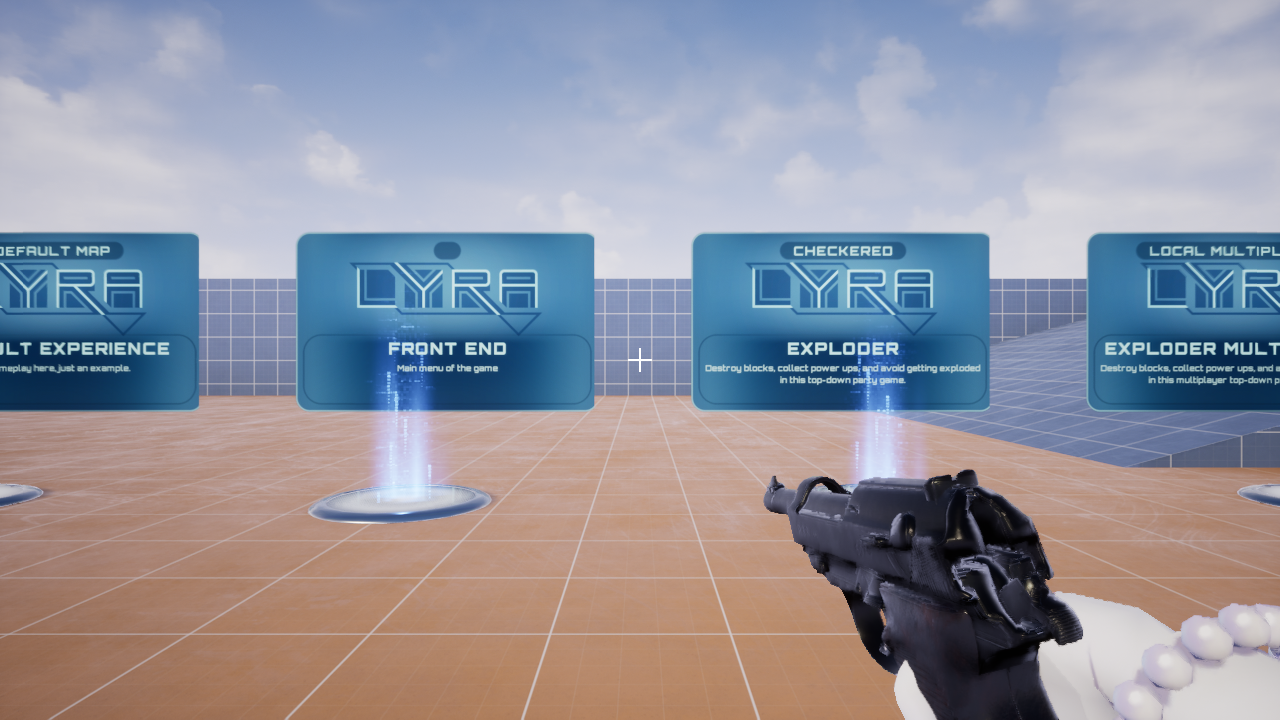 DEFAULT MAP
LYRA
ULT EXPERIENCE
meplay here, just an example.
LYRA
FRONT END
Main menu of the game
CHECKERED
LYRA
EXPLODER
Destroy blocks, collect power ups, and avoid getting exploded
in this top-down party game.
LOCAL MULTIPL
LYR
EXPLODER MULT
Destroy blocks, collect power ups, and a
in this multiplayer top-down p